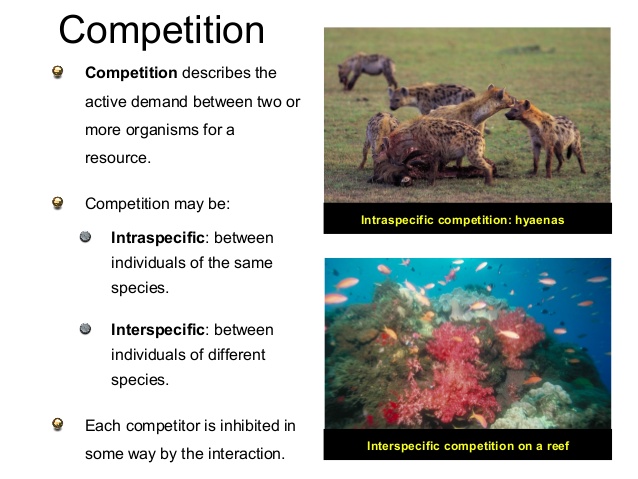 Competition
Competition describes the
active demand between two or
more organisms for a
resource.
Competition may be:
Intraspecific: between
individuals of the same
species.
Interspecific: between
individuals of different
species.
Each competitor is inhibited in
some way by the interaction.
Intraspecific competition: hyaenas
Interspecific competition on a reef